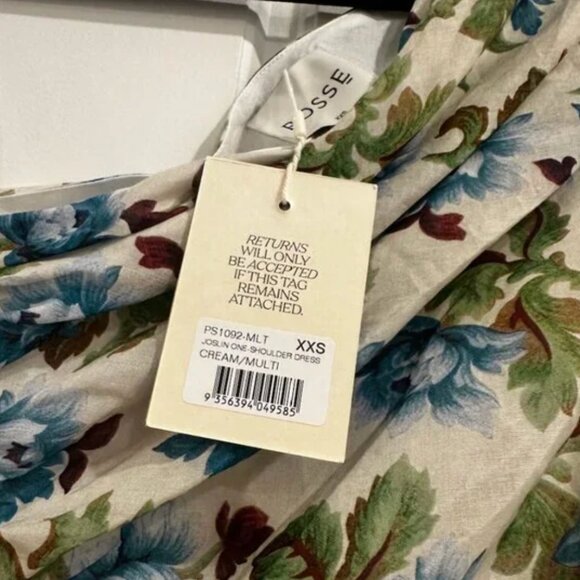 POSSE
RETURNS
WILL ONLY
BE ACCEPTED
IF THIS TAG
REMAINS
ATTACHED.
PS1092-MLT XXS
JOSLIN ONE-SHOULDER DRESS
CREAM/MULTI
9 356394 049585